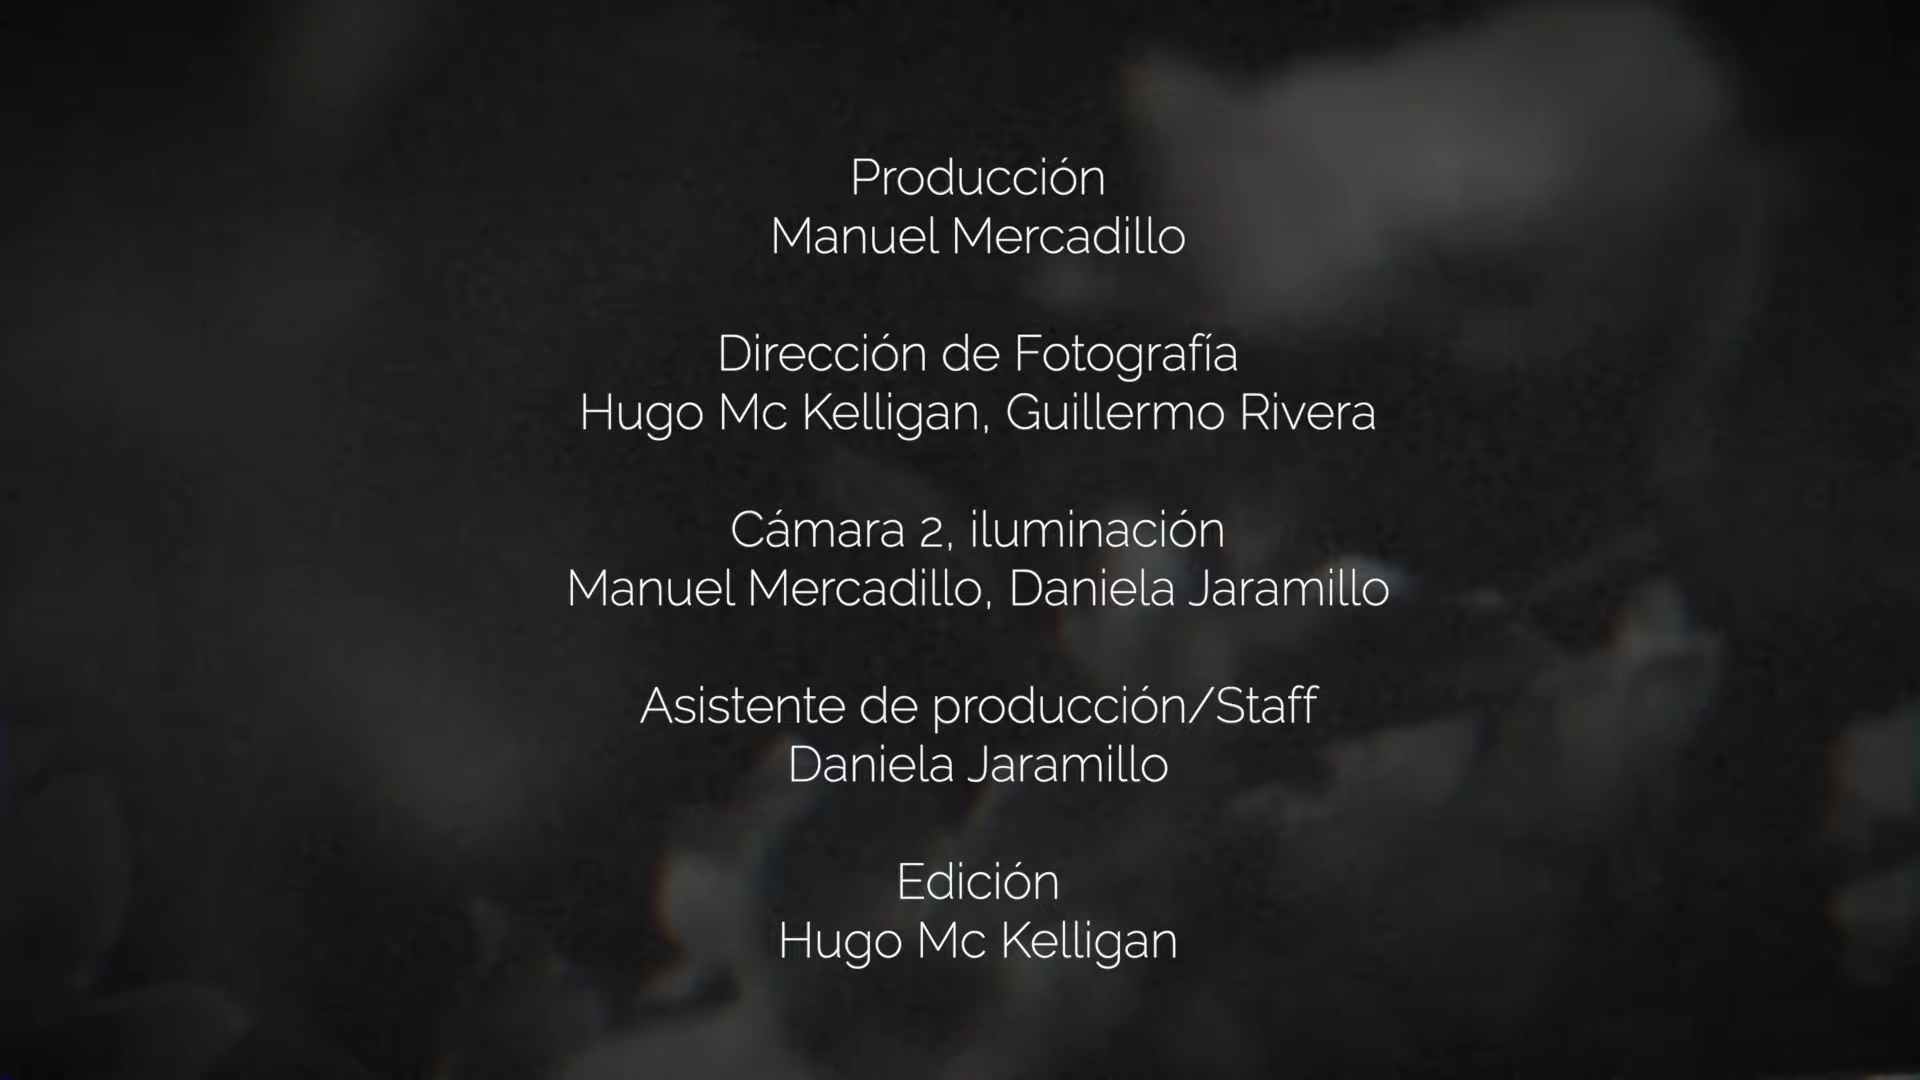 Producción
Manuel Mercadillo
Dirección de Fotografía
Hugo Mc Kelligan, Guillermo Rivera
Cámara 2, iluminación
Manuel Mercadillo, Daniela Jaramillo
Asistente de producción/Staff
Daniela Jaramillo
Edición
Hugo Mc Kelligan